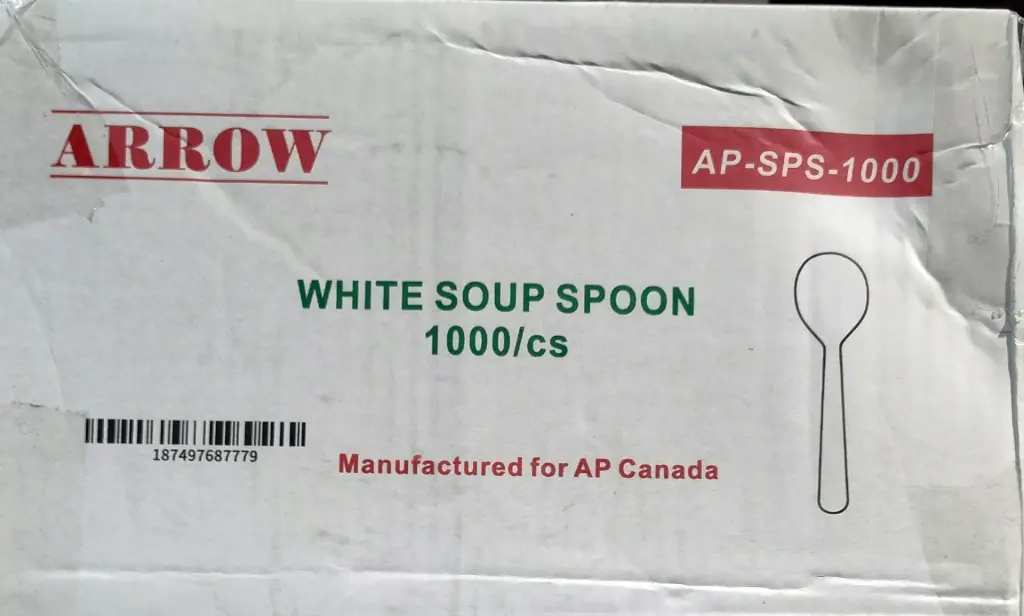 ARROW
AP-SPS-1000
WHITE SOUP SPOON
1000/cs
187497687779
Manufactured for AP Canada